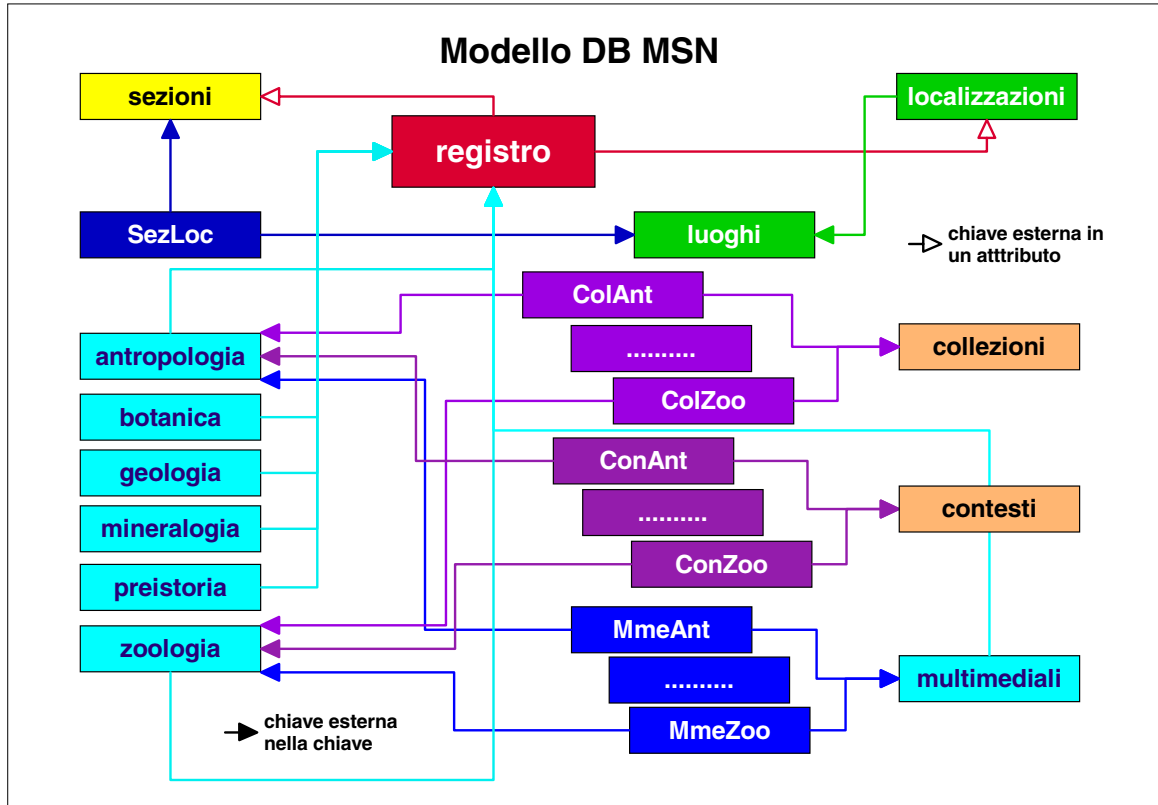 Modello DB MSN
sezioni
localizzazioni
registro
SezLoc
luoghi
chiave esterna in
un atttributo
ColAnt
antropologia
..........
collezioni
ColZoo
botanica
ConAnt
geologia
contesti
mineralogia
..........
ConZoo
preistoria
MmeAnt
zoologia
..........
multimediali
chiave esterna
nella chiave
MmeZoo